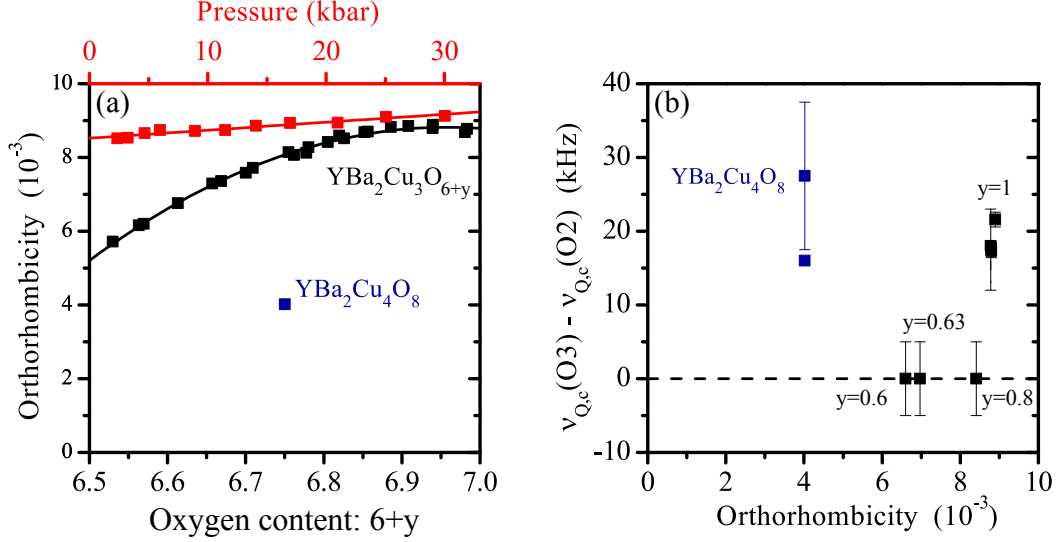 Pressure (kbar)
0 10 20 30
(a)
10
8
6
4
2
0
Orthorhombicity (10⁻³)
YBa₂Cu₃O₆₊y
YBa₂Cu₄O₈
6.5 6.6 6.7 6.8 6.9 7.0
Oxygen content: 6+y
(b)
40
30
20
10
0
-10
ν_Q,c(O3) - ν_Q,c(O2) (kHz)
YBa₂Cu₄O₈
y=1
y=0.63
y=0.6
y=0.8
0 2 4 6 8 10
Orthorhombicity (10⁻³)